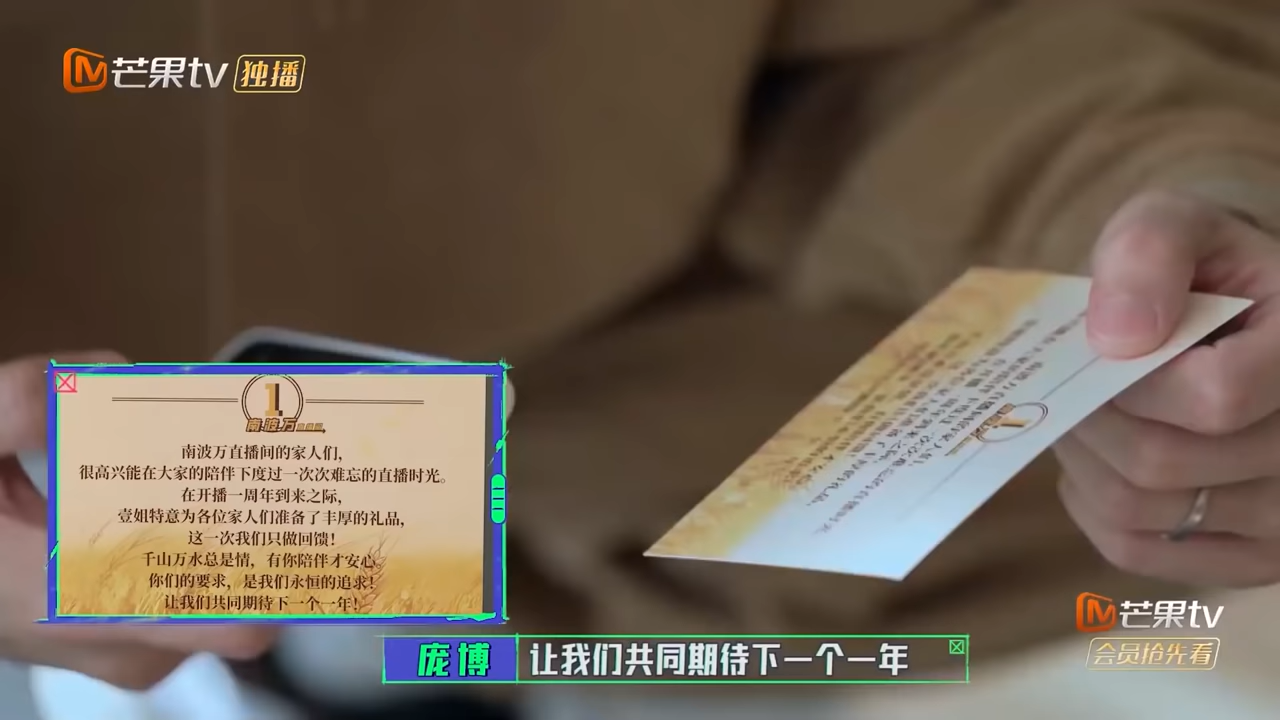 芒果tv 独播
1
南波万
南波万直播间的家人们,
很高兴能在大家的陪伴下度过一次次难忘的直播时光。
在开播一周年到来之际,
壹姐特意为各位家人们准备了丰厚的礼品,
这一次我们只做回馈!
千山万水总是情，有你陪伴才安心。
你们的要求，是我们永恒的追求!
让我们共同期待下一个一年!
芒果tv
会员抢先看
庞博 让我们共同期待下一个一年